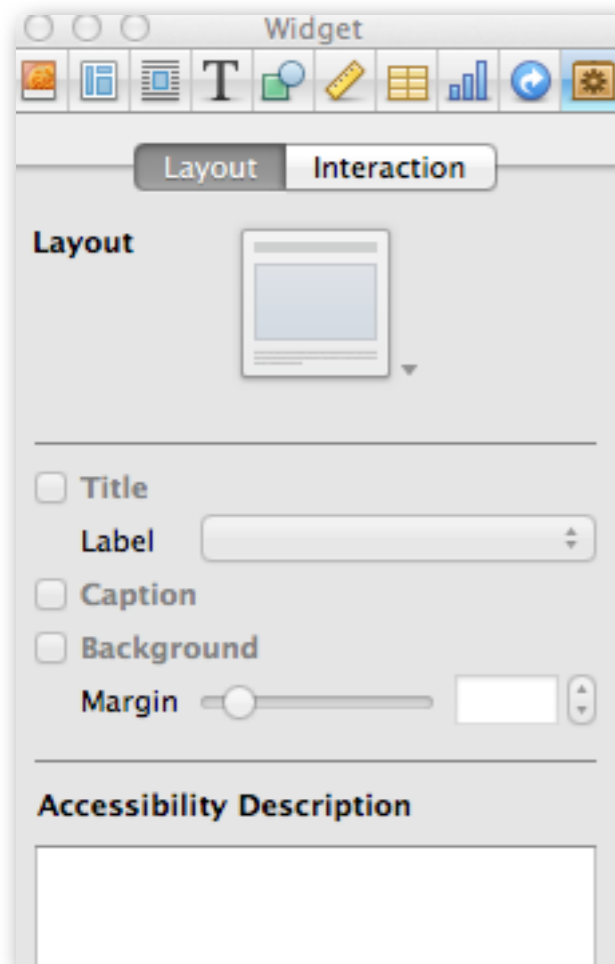 Widget
T
Layout Interaction
Layout
Title
Label
Caption
Background
Margin
Accessibility Description